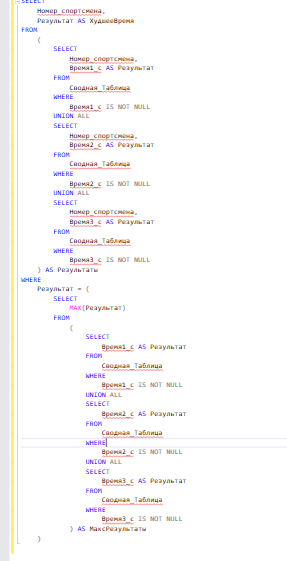 SELECT
Номер_спортсмена,
Результат AS ХудшееВремя
FROM
(
SELECT
Номер_спортсмена,
Время1_с AS Результат
FROM
Сводная_Таблица
WHERE
Время1_с IS NOT NULL
UNION ALL
SELECT
Номер_спортсмена,
Время2_с AS Результат
FROM
Сводная_Таблица
WHERE
Время2_с IS NOT NULL
UNION ALL
SELECT
Номер_спортсмена,
Время3_с AS Результат
FROM
Сводная_Таблица
WHERE
Время3_с IS NOT NULL
) AS Результаты
WHERE
Результат = (
SELECT
MAX(Результат)
FROM
(
SELECT
Время1_с AS Результат
FROM
Сводная_Таблица
WHERE
Время1_с IS NOT NULL
UNION ALL
SELECT
Время2_с AS Результат
FROM
Сводная_Таблица
WHERE
Время2_с IS NOT NULL
UNION ALL
SELECT
Время3_с AS Результат
FROM
Сводная_Таблица
WHERE
Время3_с IS NOT NULL
) AS МаксРезультаты
)